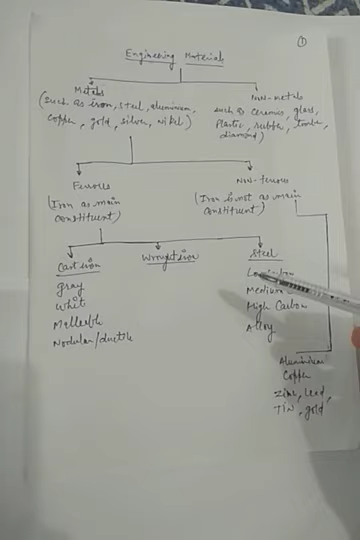 1
Engineering Materials
Metals
(such as iron, steel, aluminium,
copper, gold, silver, nikel)
Non-metals
such as ceramics, glass,
Plastic, rubber, timber,
diamond)
Ferrous
(Iron as main
constituent)
Non-ferrous
(Iron is not as main
constituent)
Cast iron
gray
whit
Malleable
Nodular/ductile
Wrought iron
Steel
Medium
High Carbon
Alloy
Aluminium
Copper
Zinc, lead,
TIN, gold